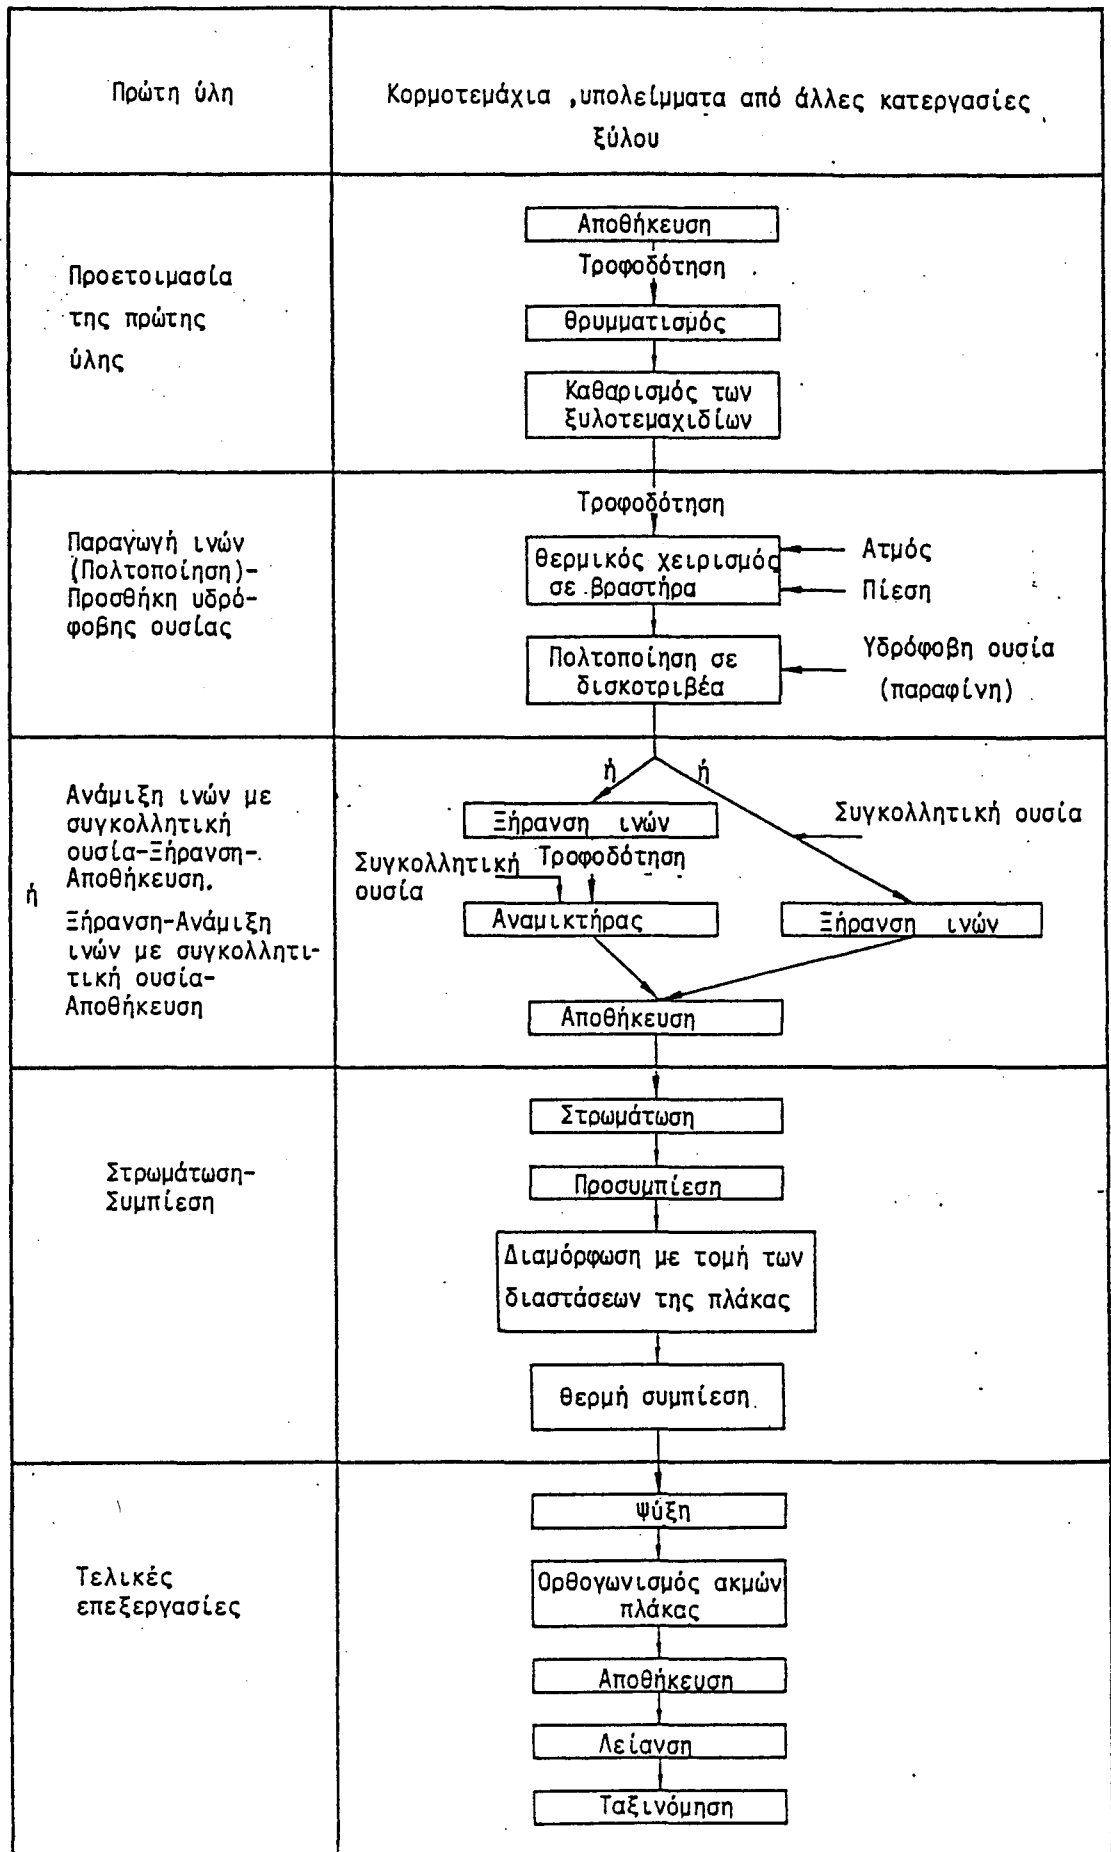 Πρώτη ύλη
Κορμοτεμάχια ,υπολείμματα από άλλες κατεργασίες
ξύλου
Προετοιμασία
της πρώτης
ύλης
Αποθήκευση
Τροφοδότηση
Θρυμματισμός
Καθαρισμός των
ξυλοτεμαχιδίων
Παραγωγή ινών
(Πολτοποίηση)-
Προσθήκη υδρό-
φοβης ουσίας
Τροφοδότηση
Θερμικός χειρισμός
σε βραστήρα
Ατμός
Πίεση
Πολτοποίηση σε
δισκοτριβέα
Υδρόφοβη ουσία
(παραφίνη)
Ανάμιξη ινών με
συγκολλητική
ουσία-Ξήρανση-
Αποθήκευση.
ή
Ξήρανση-Ανάμιξη
ινών με συγκολλητι-
τική ουσία-
Αποθήκευση
ή
ή
Ξήρανση ινών
Συγκολλητική ουσία
Τροφοδότηση
Συγκολλητική
ουσία
Αναμικτήρας
Ξήρανση ινών
Αποθήκευση
Στρωμάτωση-
Συμπίεση
Στρωμάτωση
Προσυμπίεση
Διαμόρφωση με τομή των
διαστάσεων της πλάκας
Θερμή συμπίεση
Τελικές
επεξεργασίες
Ψύξη
Ορθογωνισμός ακμών
πλάκας
Αποθήκευση
Λείανση
Ταξινόμηση